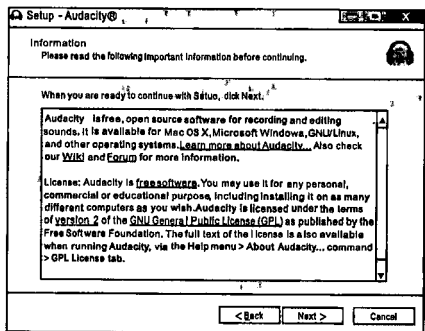 Setup - Audacity®
X
Information
Please read the following important information before continuing.
When you are ready to continue with Sétuo, dick Next.
Audacity isfree, open source software for recording and editing
sounds. It is available for Mac OS X, Microsoft Windows, GNU/Linux,
and other operating systems. Learn more about Audacity... Also check
our Wiki and Forum for more information.
License: Audacity is free software. You may use it for any personal,
commercial or educational purpose, including installing it on as many
different computers as you wish. Audacity is licensed under the terms
of version 2 of the GNU General Public License (GPL) as published by the
Free Software Foundation. The full text of the license is also available
when running Audacity, via the Help menu > About Audacity... command
> GPL License tab.
< Back
Next >
Cancel